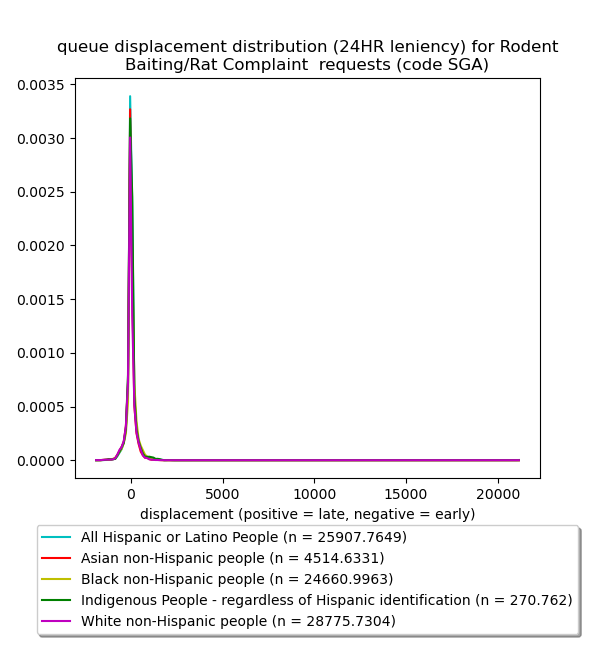 queue displacement distribution (24HR leniency) for Rodent
Baiting/Rat Complaint  requests (code SGA)
0.0035
0.0030
0.0025
0.0020
0.0015
0.0010
0.0005
0.0000
0 5000 10000 15000 20000
displacement (positive = late, negative = early)
All Hispanic or Latino People (n = 25907.7649)
Asian non-Hispanic people (n = 4514.6331)
Black non-Hispanic people (n = 24660.9963)
Indigenous People - regardless of Hispanic identification (n = 270.762)
White non-Hispanic people (n = 28775.7304)